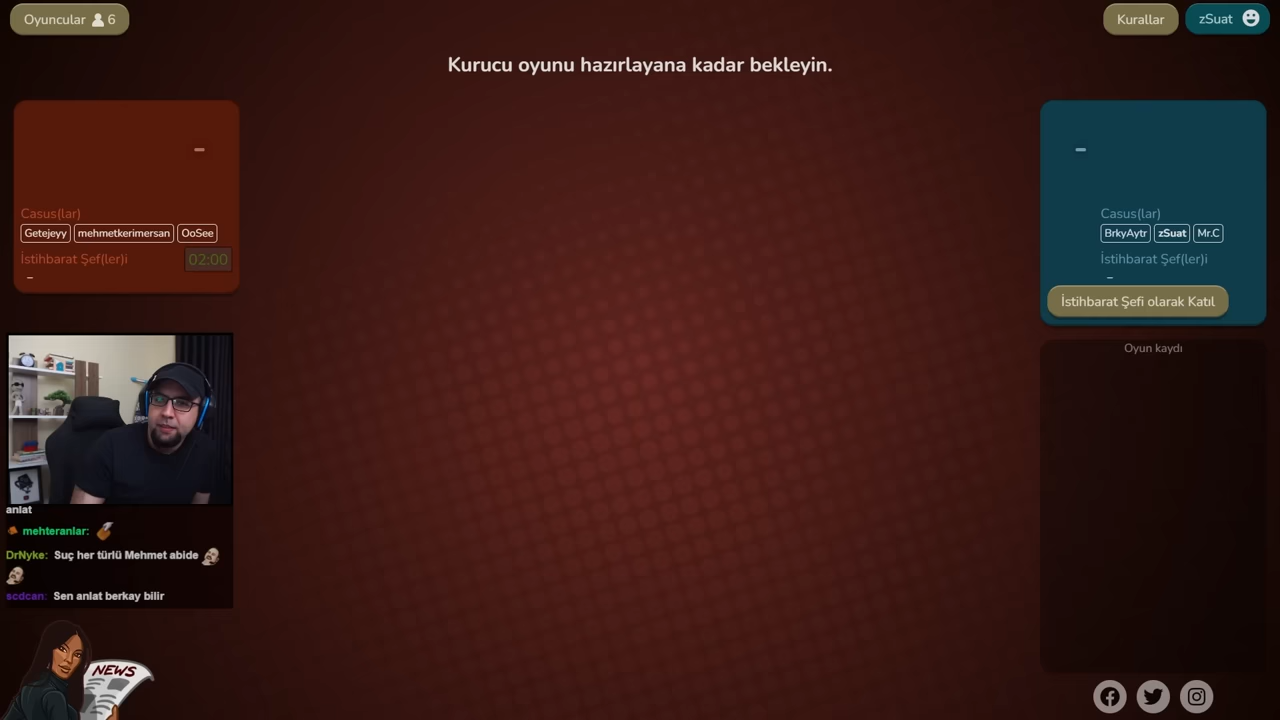 Oyuncular 6
Kurallar
zSuat
Kurucu oyunu hazırlayana kadar bekleyin.
-
Casus(lar)
Getejeyy mehmetkerimersan OoSee
İstihbarat Şef(ler)i 02:00
-
-
Casus(lar)
BrkyAytr zSuat Mr.C
İstihbarat Şef(ler)i
-
İstihbarat Şefi olarak Katıl
Oyun kaydı
anlat
mehteranlar:
DrNyke: Suç her türlü Mehmet abide
scdcan: Sen anlat berkay bilir
NEWS